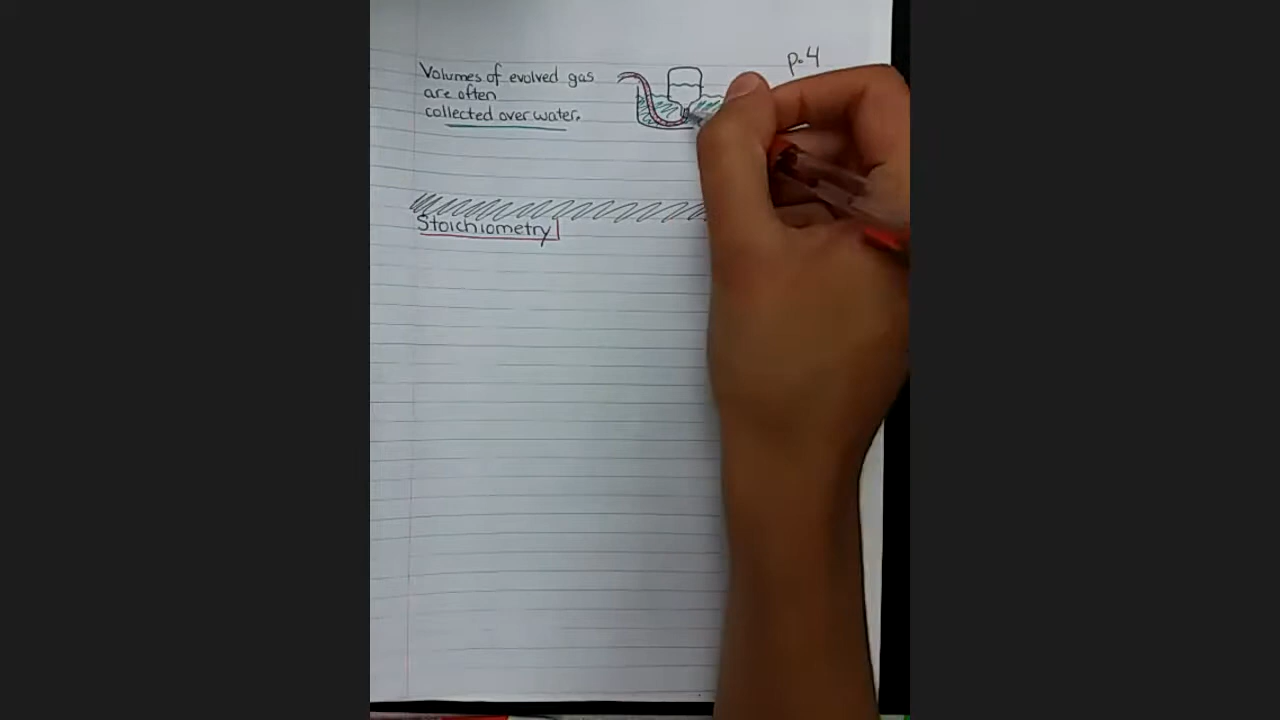 p.4
Volumes of evolved gas
are often
collected over water.
Stoichiometry